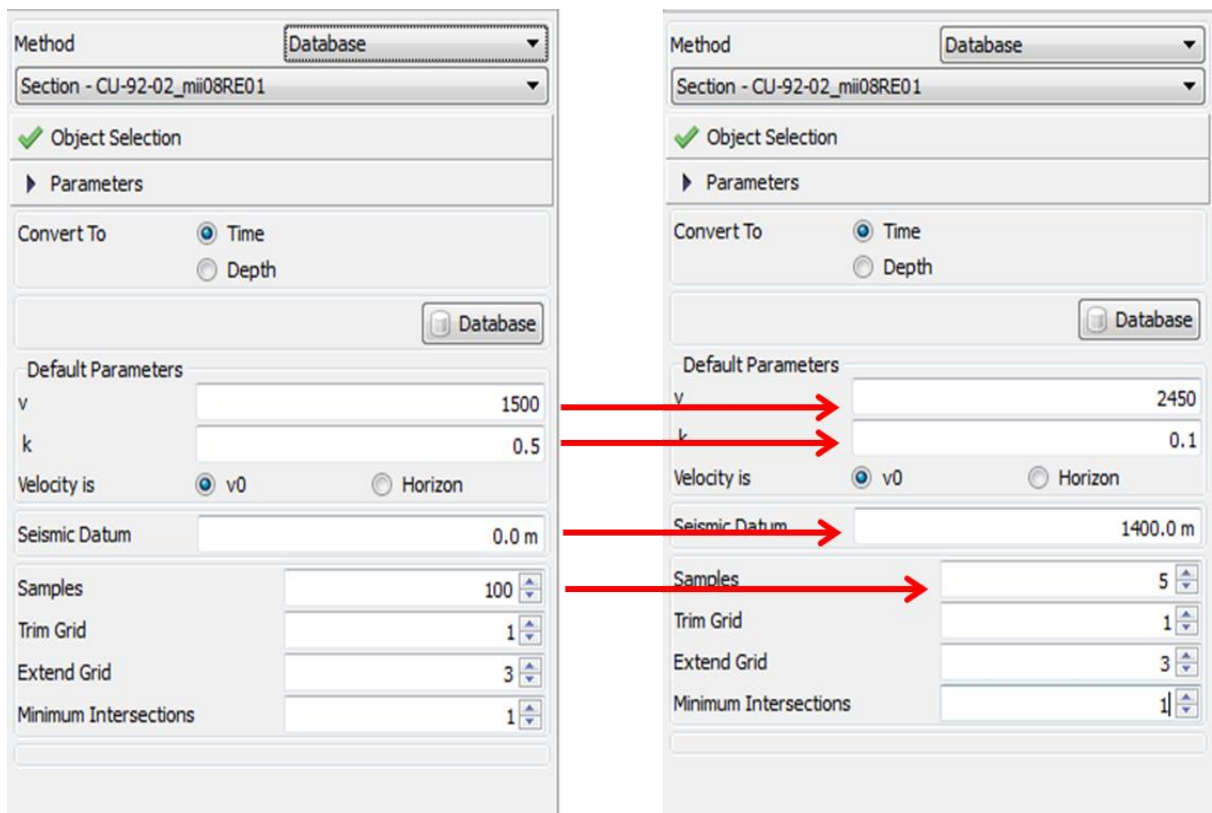 Method Database
Section - CU-92-02_mii08RE01
Object Selection
Parameters
Convert To Time
Depth
Database
Default Parameters
v 1500
k 0.5
Velocity is v0 Horizon
Seismic Datum 0.0 m
Samples 100
Trim Grid 1
Extend Grid 3
Minimum Intersections 1
Method Database
Section - CU-92-02_mii08RE01
Object Selection
Parameters
Convert To Time
Depth
Database
Default Parameters
v 2450
k 0.1
Velocity is v0 Horizon
Seismic Datum 1400.0 m
Samples 5
Trim Grid 1
Extend Grid 3
Minimum Intersections 1